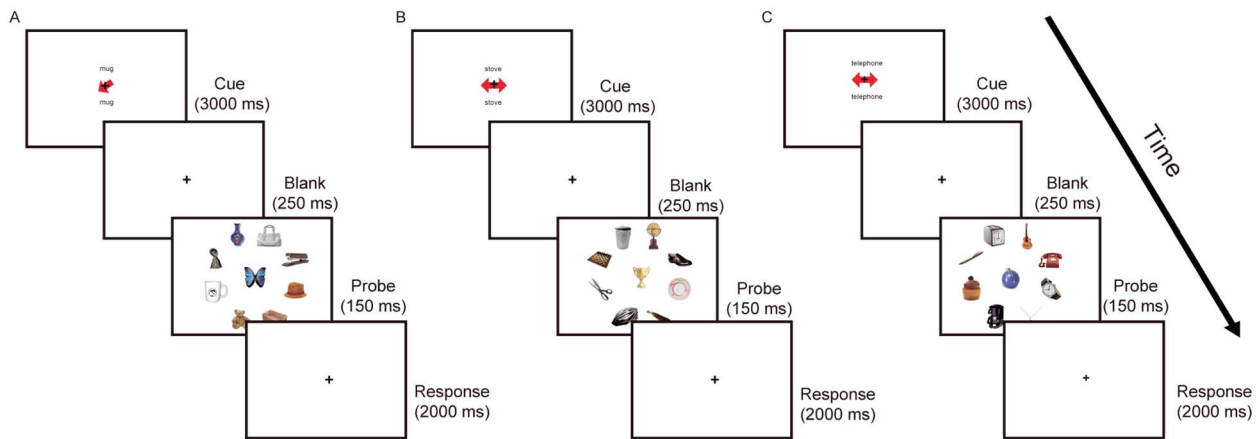 A
mug
mug
Cue
(3000 ms)
Blank
(250 ms)
Probe
(150 ms)
Response
(2000 ms)
B
stove
stove
Cue
(3000 ms)
Blank
(250 ms)
Probe
(150 ms)
Response
(2000 ms)
C
telephone
telephone
Cue
(3000 ms)
Blank
(250 ms)
Probe
(150 ms)
Response
(2000 ms)
Time